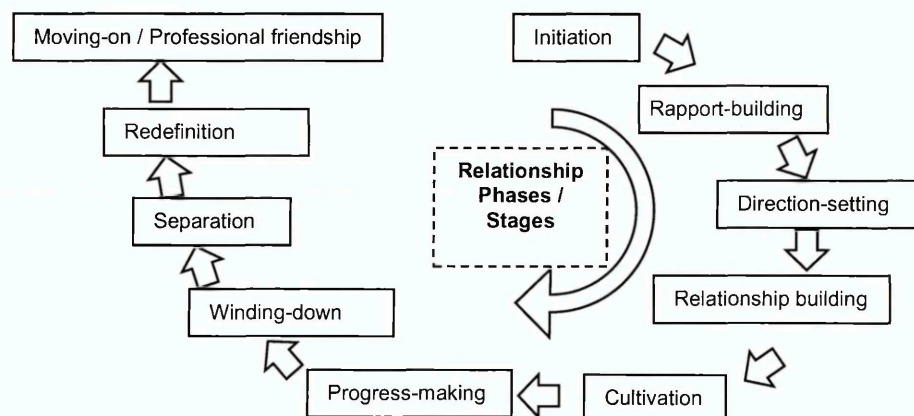 Moving-on / Professional friendship
Initiation
Rapport-building
Redefinition
Relationship
Phases /
Stages
Direction-setting
Separation
Relationship building
Winding-down
Progress-making
Cultivation